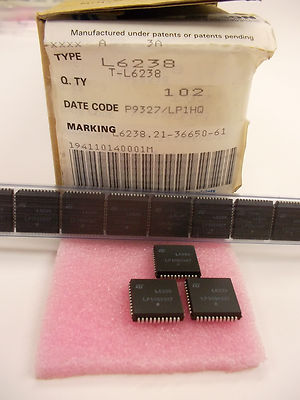 Manufactured under patents or patents pending
-xxxx A 3A
TYPE L6238
T-L6238
Q.TY 102
DATE CODE P9327/LP1HQ
MARKING L6238.21-36650-61
194110140001M